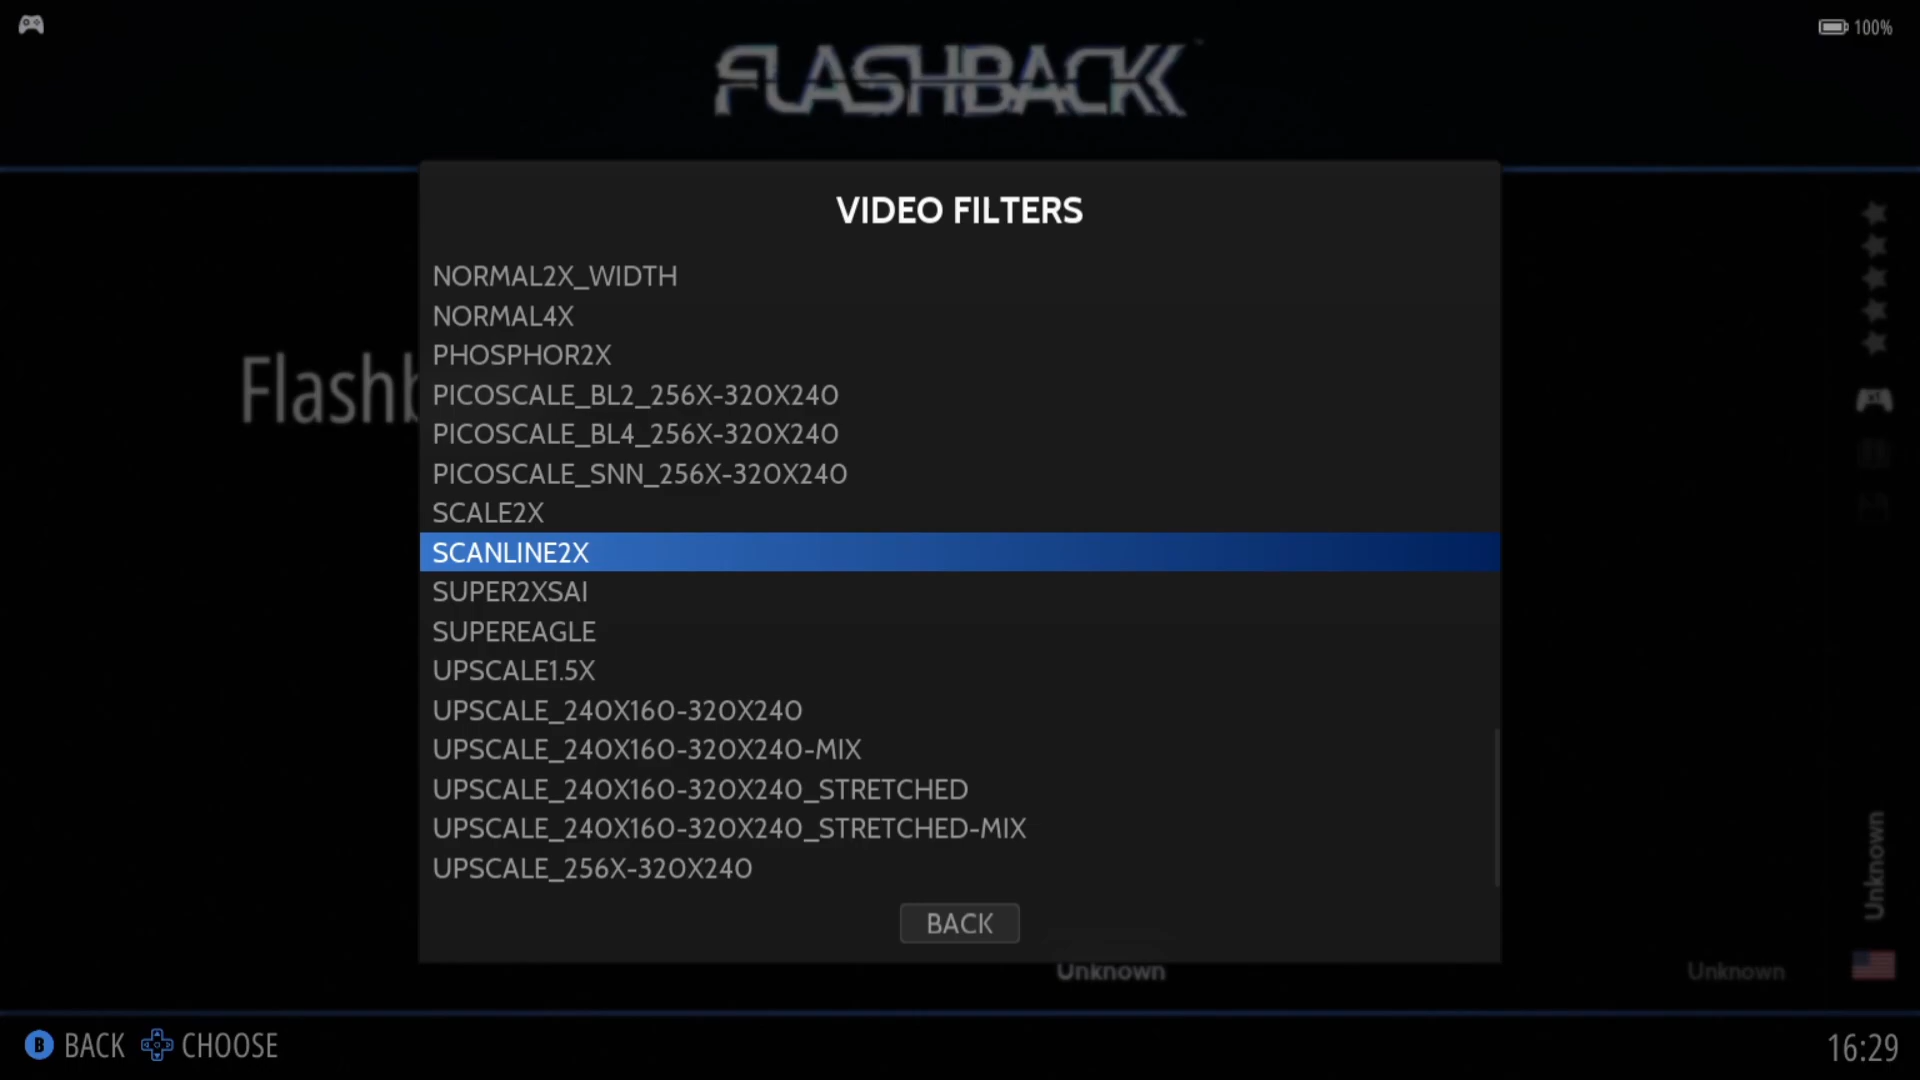 100%
FLASHBACK
VIDEO FILTERS
NORMAL2X_WIDTH
NORMAL4X
PHOSPHOR2X
Flashb
PICOSCALE_BL2_256X-320X240
PICOSCALE_BL4_256X-320X240
PICOSCALE_SNN_256X-320X240
SCALE2X
SCANLINE2X
SUPER2XSAI
SUPEREAGLE
UPSCALE1.5X
UPSCALE_240X160-320X240
UPSCALE_240X160-320X240-MIX
UPSCALE_240X160-320X240_STRETCHED
UPSCALE_240X160-320X240_STRETCHED-MIX
UPSCALE_256X-320X240
Unknown
BACK
Unknown
Unknown
B BACK CHOOSE
16:29